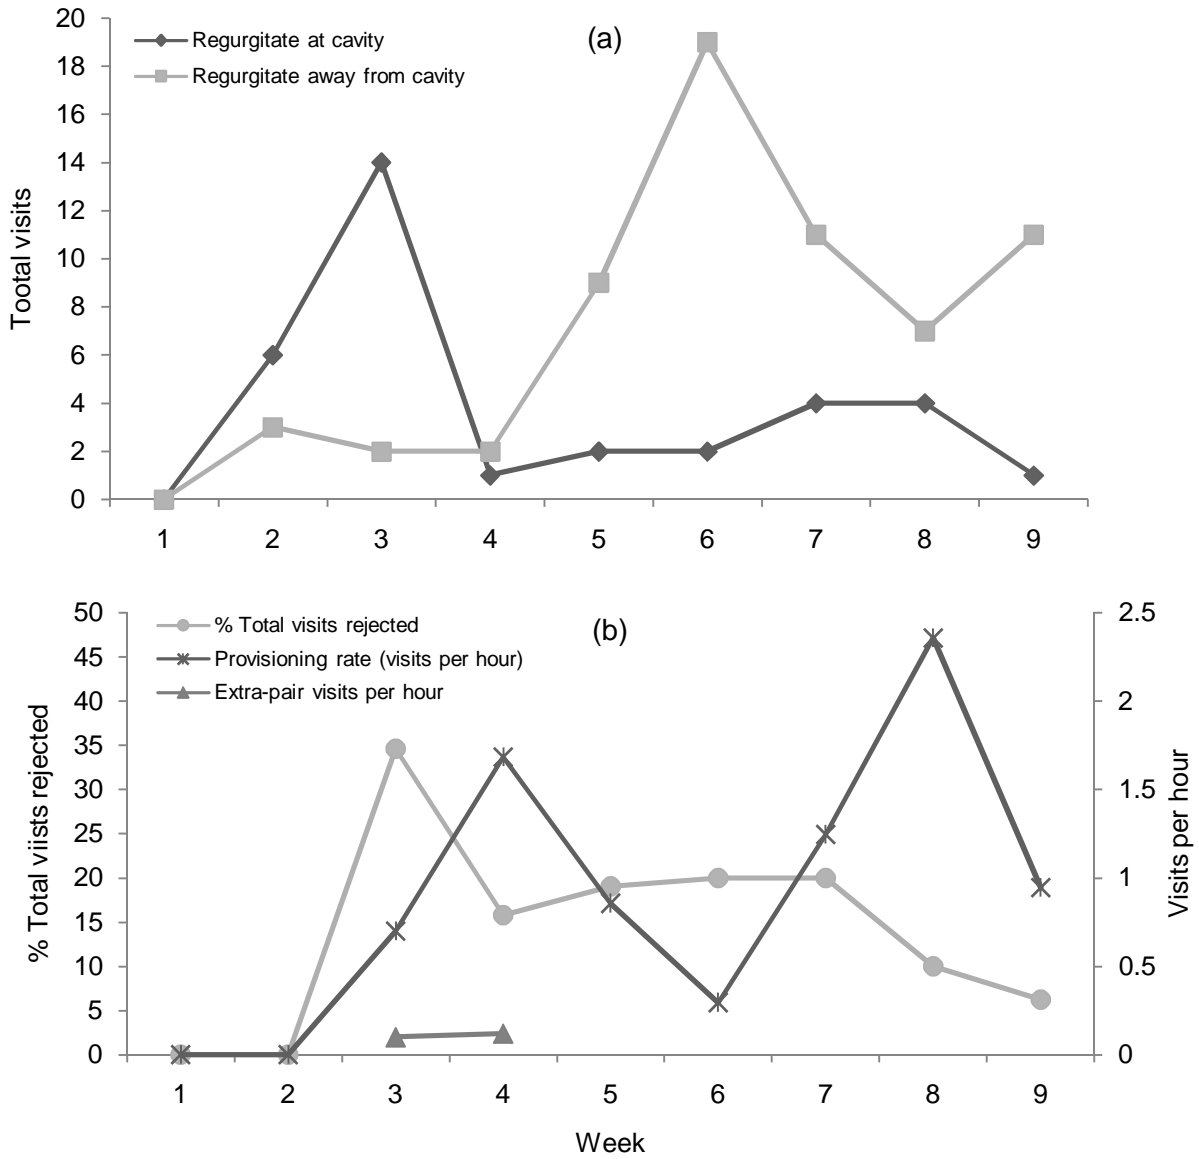 20
18
16
14
12
10
8
6
4
2
0
Tootal visits
Regurgitate at cavity
Regurgitate away from cavity
(a)
1 2 3 4 5 6 7 8 9
50
45
40
35
30
25
20
15
10
5
0
% Total viists rejected
% Total visits rejected
Provisioning rate (visits per hour)
Extra-pair visits per hour
(b)
2.5
2
1.5
1
0.5
0
Visits per hour
1 2 3 4 5 6 7 8 9
Week